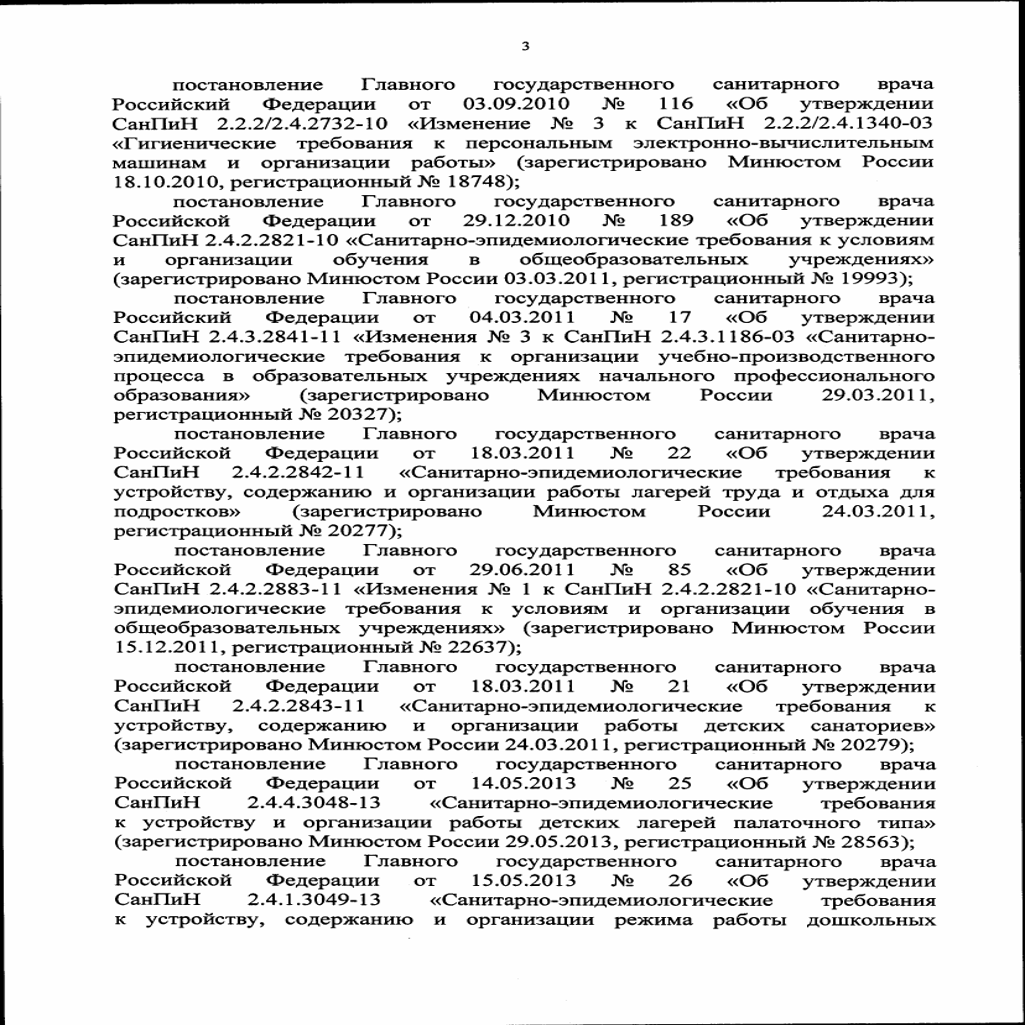 3
постановление Главного государственного санитарного врача
Российский Федерации от 03.09.2010 № 116 «Об утверждении
СанПиН 2.2.2/2.4.2732-10 «Изменение № 3 к СанПиН 2.2.2/2.4.1340-03
«Гигиенические требования к персональным электронно-вычислительным
машинам и организации работы» (зарегистрировано Минюстом России
18.10.2010, регистрационный № 18748);
постановление Главного государственного санитарного врача
Российской Федерации от 29.12.2010 № 189 «Об утверждении
СанПиН 2.4.2.2821-10 «Санитарно-эпидемиологические требования к условиям
и организации обучения в общеобразовательных учреждениях»
(зарегистрировано Минюстом России 03.03.2011, регистрационный № 19993);
постановление Главного государственного санитарного врача
Российский Федерации от 04.03.2011 № 17 «Об утверждении
СанПиН 2.4.3.2841-11 «Изменения № 3 к СанПиН 2.4.3.1186-03 «Санитарно-
эпидемиологические требования к организации учебно-производственного
процесса в образовательных учреждениях начального профессионального
образования» (зарегистрировано Минюстом России 29.03.2011,
регистрационный № 20327);
постановление Главного государственного санитарного врача
Российской Федерации от 18.03.2011 № 22 «Об утверждении
СанПиН 2.4.2.2842-11 «Санитарно-эпидемиологические требования к
устройству, содержанию и организации работы лагерей труда и отдыха для
подростков» (зарегистрировано Минюстом России 24.03.2011,
регистрационный № 20277);
постановление Главного государственного санитарного врача
Российской Федерации от 29.06.2011 № 85 «Об утверждении
СанПиН 2.4.2.2883-11 «Изменения № 1 к СанПиН 2.4.2.2821-10 «Санитарно-
эпидемиологические требования к условиям и организации обучения в
общеобразовательных учреждениях» (зарегистрировано Минюстом России
15.12.2011, регистрационный № 22637);
постановление Главного государственного санитарного врача
Российской Федерации от 18.03.2011 № 21 «Об утверждении
СанПиН 2.4.2.2843-11 «Санитарно-эпидемиологические требования к
устройству, содержанию и организации работы детских санаториев»
(зарегистрировано Минюстом России 24.03.2011, регистрационный № 20279);
постановление Главного государственного санитарного врача
Российской Федерации от 14.05.2013 № 25 «Об утверждении
СанПиН 2.4.4.3048-13 «Санитарно-эпидемиологические требования
к устройству и организации работы детских лагерей палаточного типа»
(зарегистрировано Минюстом России 29.05.2013, регистрационный № 28563);
постановление Главного государственного санитарного врача
Российской Федерации от 15.05.2013 № 26 «Об утверждении
СанПиН 2.4.1.3049-13 «Санитарно-эпидемиологические требования
к устройству, содержанию и организации режима работы дошкольных